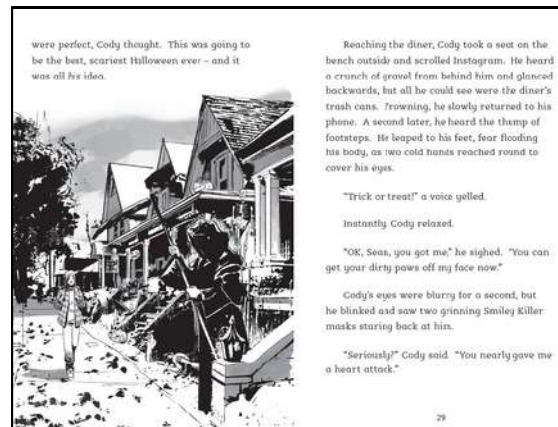 were perfect, Cody thought. This was going to
be the best, scariest Halloween ever – and it
was all his idea.
Reaching the diner, Cody took a seat on the
bench outside and scrolled Instagram. He heard
a crunch of gravel from behind him and glanced
backwards, but all he could see were the diner's
trash cans. Frowning, he slowly returned to his
phone. A second later, he heard the thump of
footsteps. He leaped to his feet, fear flooding
his body, as two cold hands reached round to
cover his eyes.
"Trick or treat!" a voice yelled.
Instantly Cody relaxed.
"OK, Seas, you got me," he sighed. "You can
get your dirty paws off my face now."
Cody's eyes were blurry for a second, but
he blinked and saw two grinning Smiley Killer
masks staring back at him.
"Seriously?" Cody said. "You nearly gave me
a heart attack."
29